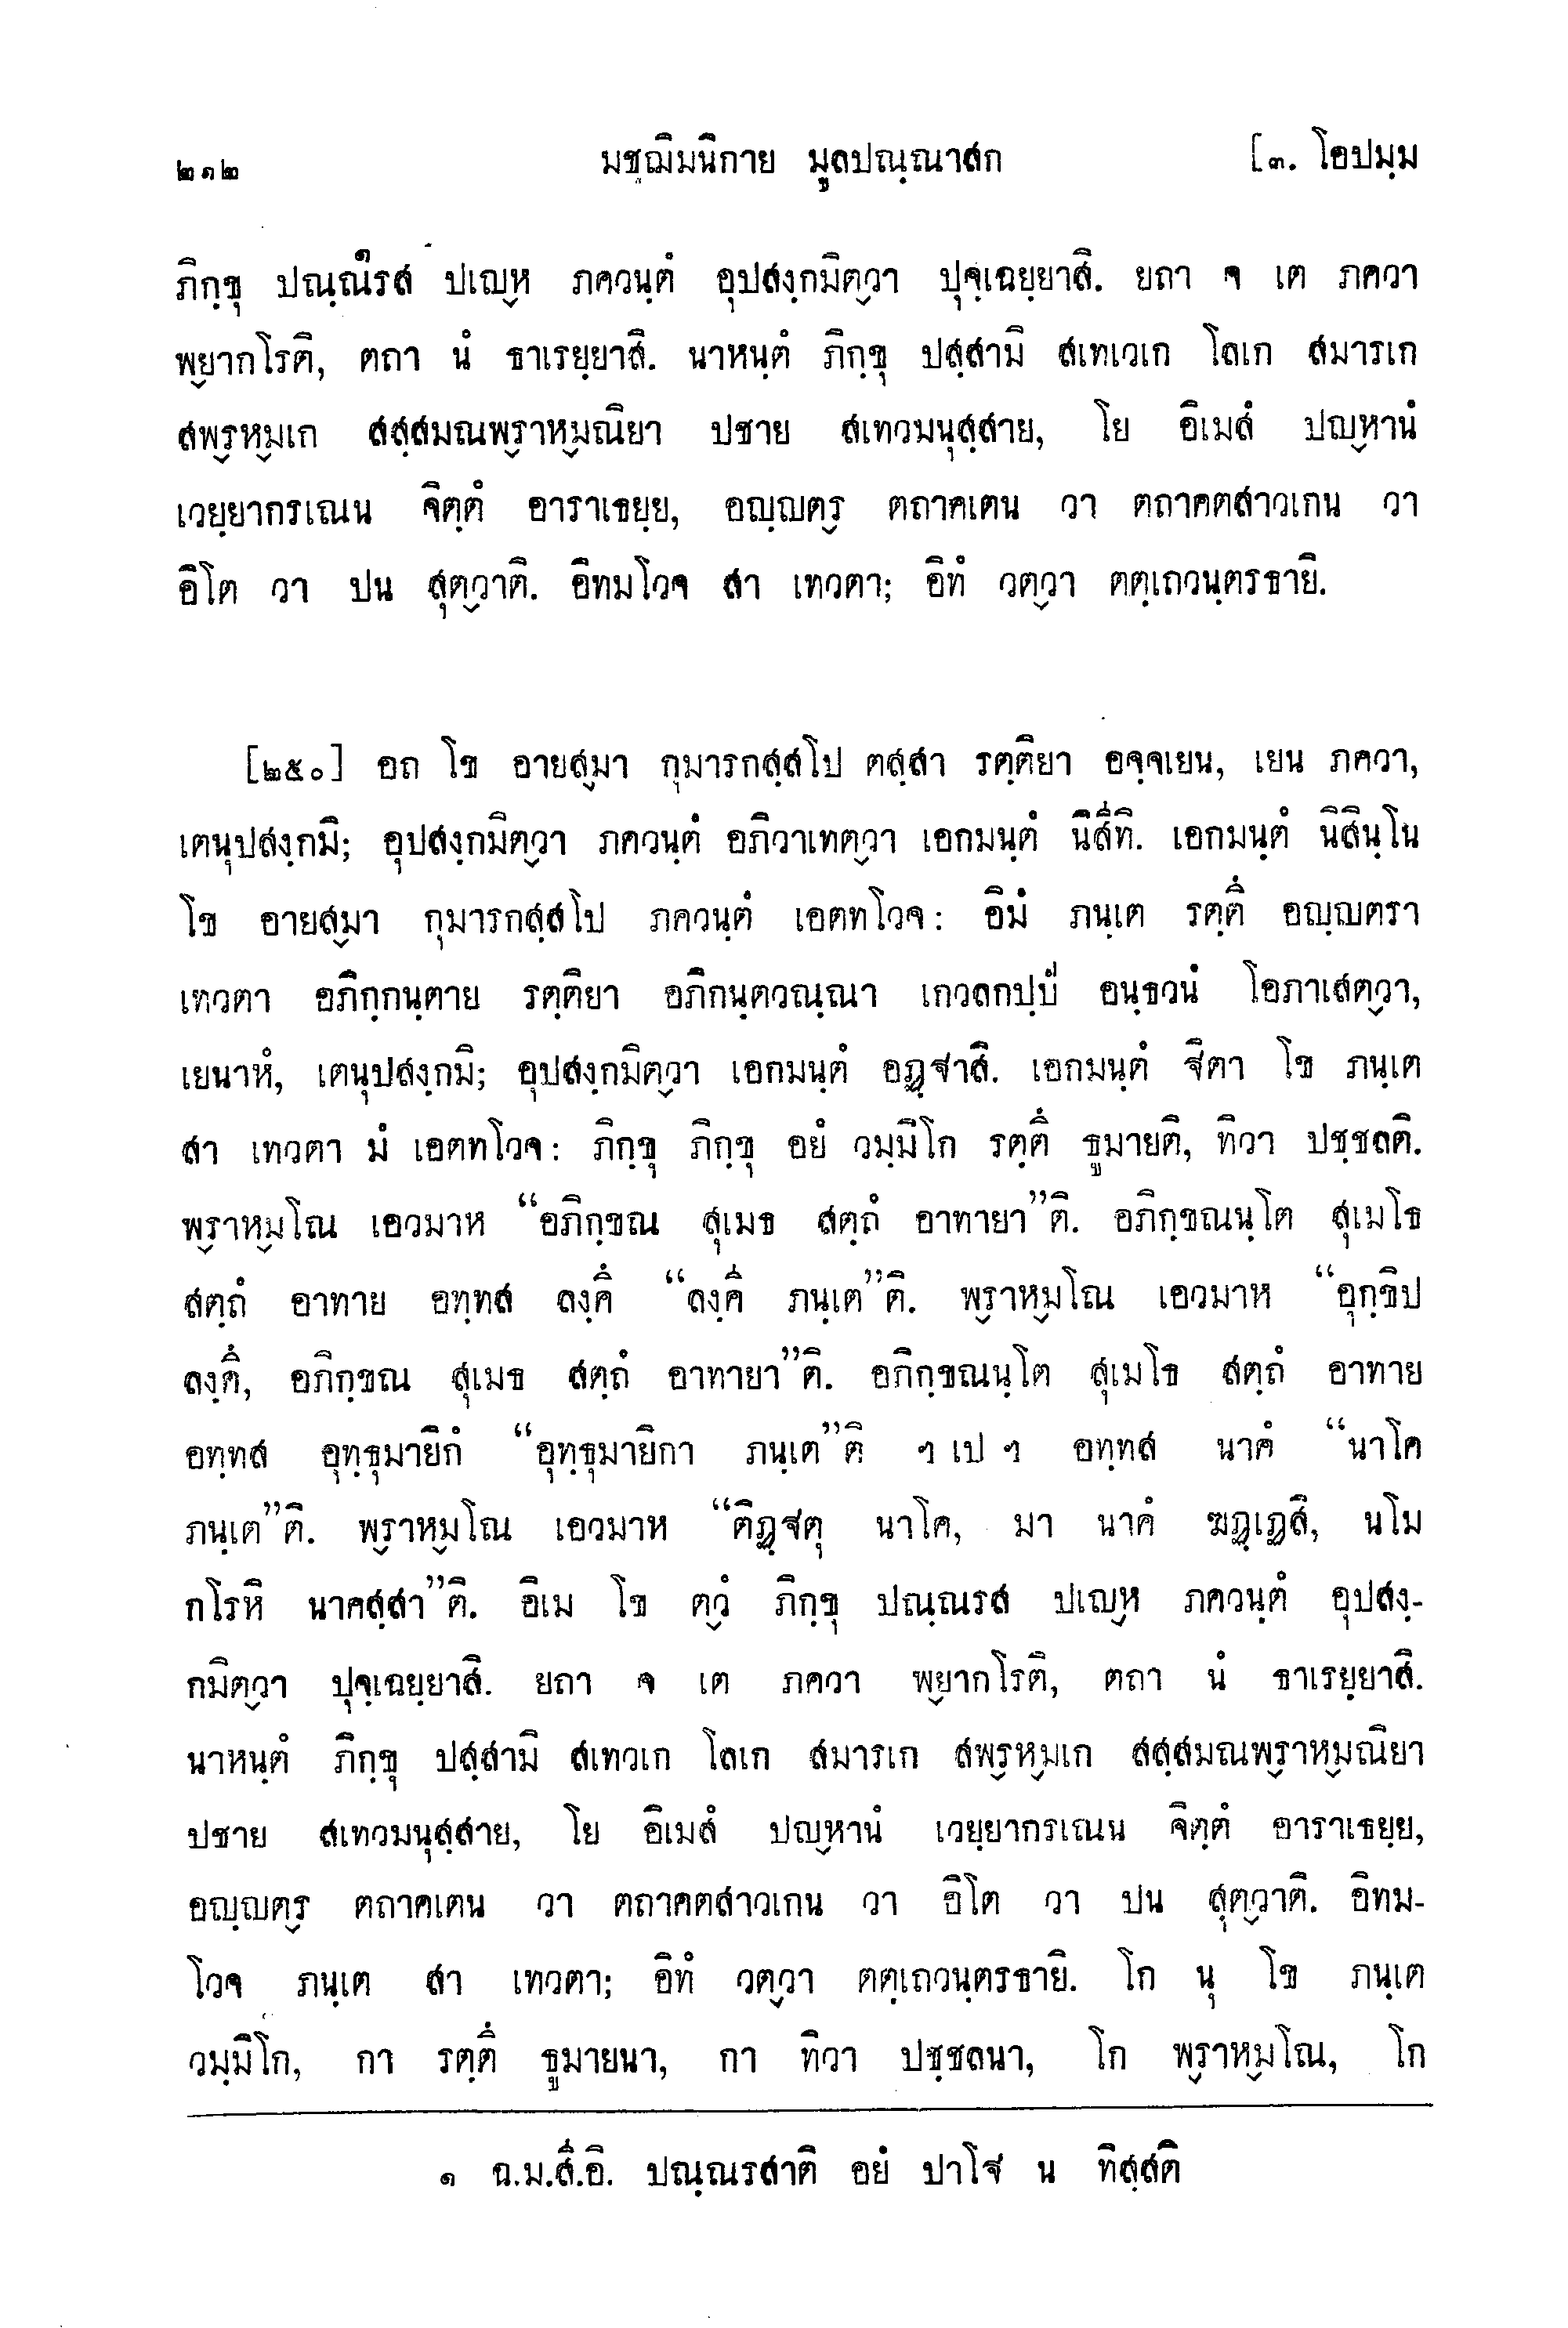 ๒๑๒ มชฺฌิมนิกาย มูลปณฺณาสก [๓. โอปมฺม
ภิกฺขุ ปณฺณรส๑ ปเญฺห ภควนฺตํ อุปสงฺกมิตฺวา ปุจฺเฉยฺยาสิ. ยถา จ เต ภควา
พฺยากโรติ, ตถา นํ ธาเรยฺยาสิ. นาหนฺตํ ภิกฺขุ ปสฺสามิ สเทวเก โลเก สมารเก
สพฺรหฺมเก สสฺสมณพฺราหฺมณิยา ปชาย สเทวมนุสฺสาย, โย อิเมสํ ปญฺหานํ
เวยฺยากรเณน จิตฺตํ อาราเธยฺย, อญฺญตฺร ตถาคเตน วา ตถาคตสาวเกน วา
อิโต วา ปน สุตฺวาติ. อิทมโวจ สา เทวตา; อิทํ วตฺวา ตตฺเถวนฺตรธายิ.
[๒๕๐] อถ โข อายสฺมา กุมารกสฺสโป ตสฺสา รตฺติยา อจฺจเยน, เยน ภควา,
เตนุปสงฺกมิ; อุปสงฺกมิตฺวา ภควนฺตํ อภิวาเทตฺวา เอกมนฺตํ นิสีทิ. เอกมนฺตํ นิสินฺโน
โข อายสฺมา กุมารกสฺสโป ภควนฺตํ เอตทโวจ: อิมํ ภนฺเต รตฺตึ อญฺญตรา
เทวตา อภิกฺกนฺตาย รตฺติยา อภิกนฺตวณฺณา เกวลกปฺปํ อนฺธวนํ โอภาเสตฺวา,
เยนาหํ, เตนุปสงฺกมิ; อุปสงฺกมิตฺวา เอกมนฺตํ อฏฺฐาสิ. เอกมนฺตํ ฐิตา โข ภนฺเต
สา เทวตา มํ เอตทโวจ: ภิกฺขุ ภิกฺขุ อยํ วมฺมิโก รตฺตึ ธูมายติ, ทิวา ปชฺชลติ.
พฺราหฺมโณ เอวมาห “อภิกฺขณ สุเมธ สตฺถํ อาทายา”ติ. อภิกฺขณนฺโต สุเมโธ
สตฺถํ อาทาย อทฺทส ลงฺคึ “ลงฺคี ภนฺเต”ติ. พฺราหฺมโณ เอวมาห “อุกฺขิป
ลงฺคึ, อภิกฺขณ สุเมธ สตฺถํ อาทายา”ติ. อภิกฺขณนฺโต สุเมโธ สตฺถํ อาทาย
อทฺทส อุทฺธุมายิกํ “อุทฺธุมายิกา ภนฺเต”ติ ฯ เป ฯ อทฺทส นาคํ “นาโค
ภนฺเต”ติ. พฺราหฺมโณ เอวมาห “ติฏฺฐตุ นาโค, มา นาคํ ฆฏฺเฏสิ, นโม
กโรหิ นาคสฺสา”ติ. อิเม โข ตฺวํ ภิกฺขุ ปณฺณรส ปเญฺห ภควนฺตํ อุปสงฺ-
กมิตฺวา ปุจฺเฉยฺยาสิ. ยถา จ เต ภควา พฺยากโรติ, ตถา นํ ธาเรยฺยาสิ.
นาหนฺตํ ภิกฺขุ ปสฺสามิ สเทวเก โลเก สมารเก สพฺรหฺมเก สสฺสมณพฺราหฺมณิยา
ปชาย สเทวมนุสฺสาย, โย อิเมสํ ปญฺหานํ เวยฺยากรเณน จิตฺตํ อาราเธยฺย,
อญฺญตฺร ตถาคเตน วา ตถาคตสาวเกน วา อิโต วา ปน สุตฺวาติ. อิทม-
โวจ ภนฺเต สา เทวตา; อิทํ วตฺวา ตตฺเถวนฺตรธายิ. โก นุ โข ภนฺเต
วมฺมิโก, กา รตฺตึ ธูมายนา, กา ทิวา ปชฺชลนา, โก พฺราหฺมโณ, โก
๑ ฉ.ม.สี.อิ. ปณฺณรสาติ อยํ ปาโฐ น ทิสฺสติ